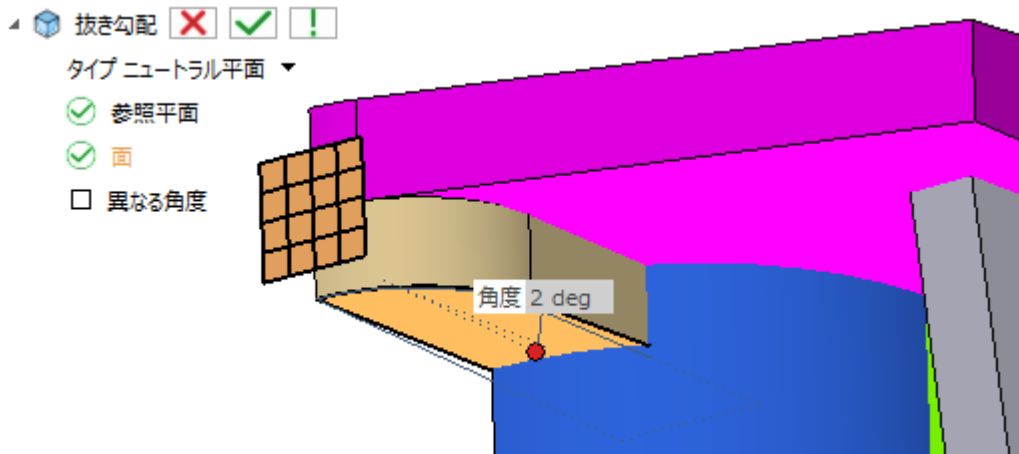 抜き勾配
タイプ ニュートラル平面
参照平面
面
異なる角度
角度 2 deg